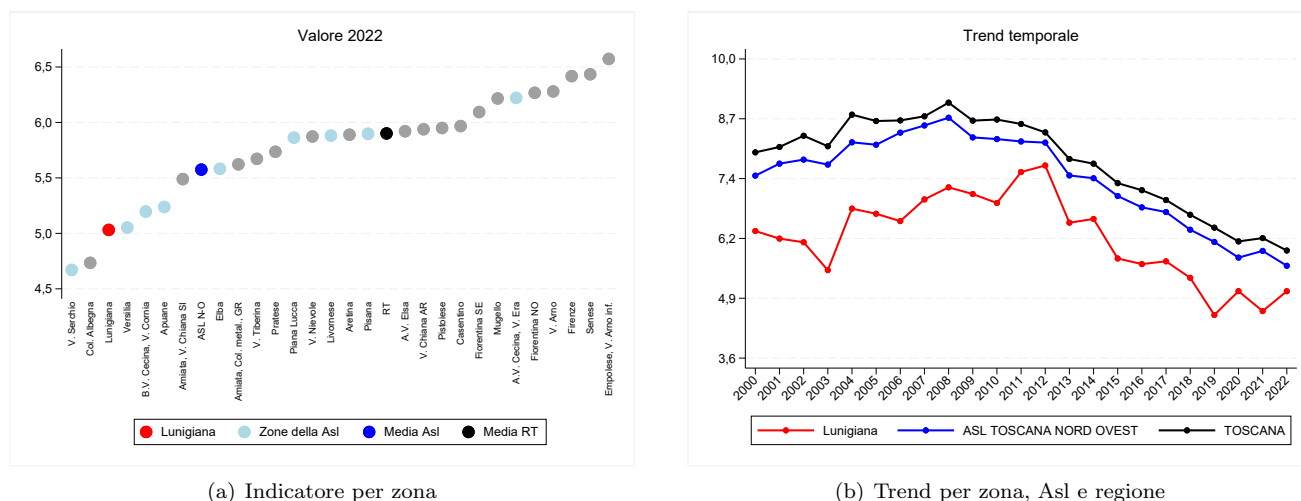 Valore 2022
6,5
6,0
5,5
5,0
4,5
V. Serchio
Col. Albegna
Lunigiana
Versilia
B.V. Cecina, V. Cornia
Apuane
Amiata, V. Chiana SI
ASL N-O
Elba
Amiata, Col. metal., GR
V. Tiberina
Pratese
Piana Lucca
V. Nievole
Livornese
Aretina
Pisana
RT
A.V. Elsa
V. Chiana AR
Pistoiese
Casentino
Fiorentina SE
Mugello
A.V. Cecina, V. Era
Fiorentina NO
V. Arno
Firenze
Senese
Empolese, V. Arno inf.
Lunigiana Zone della Asl Media Asl Media RT
(a) Indicatore per zona
Trend temporale
10,0
8,7
7,4
6,2
4,9
3,6
2000 2001 2002 2003 2004 2005 2006 2007 2008 2009 2010 2011 2012 2013 2014 2015 2016 2017 2018 2019 2020 2021 2022
Lunigiana ASL TOSCANA NORD OVEST TOSCANA
(b) Trend per zona, Asl e regione